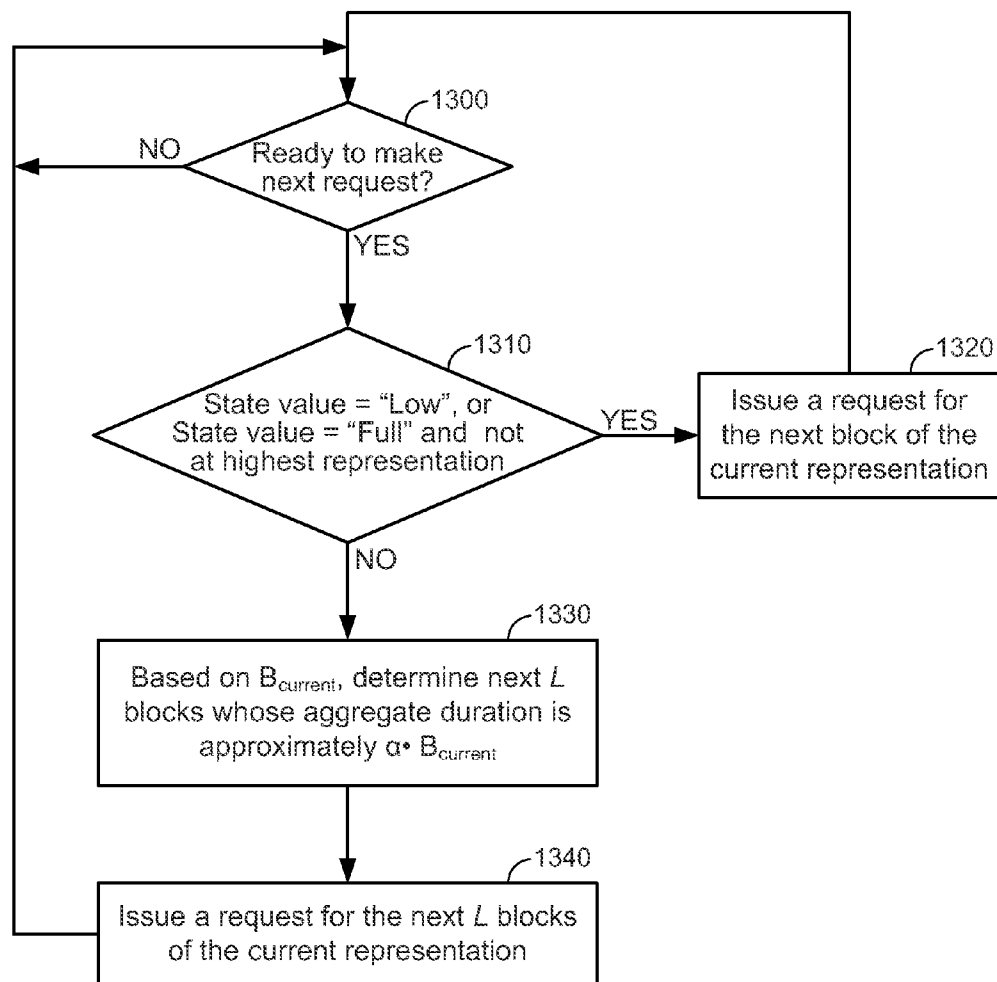 1300
Ready to make
next request?
NO
YES
1310
State value = “Low”, or
State value = “Full” and not
at highest representation
YES
NO
1320
Issue a request for
the next block of the
current representation
1330
Based on Bcurrent, determine next L
blocks whose aggregate duration is
approximately α• Bcurrent
1340
Issue a request for the next L blocks
of the current representation